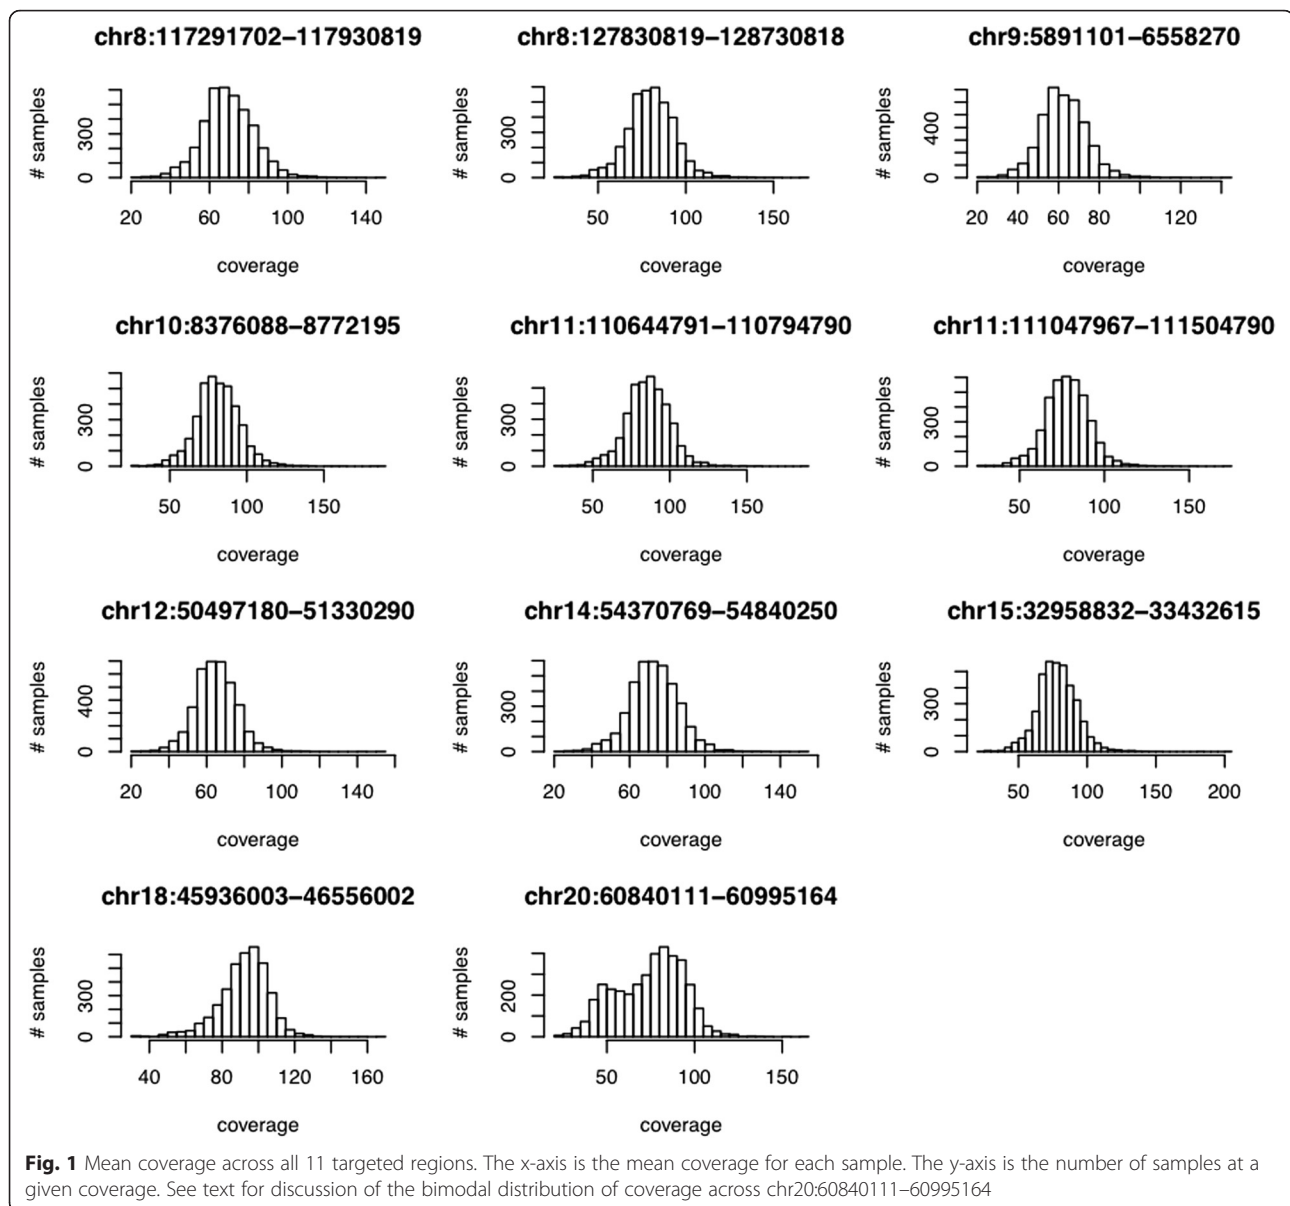 chr8:117291702–117930819
# samples
0 300
20 60 100 140
coverage
chr8:127830819–128730818
# samples
0 300
50 100 150
coverage
chr9:5891101–6558270
# samples
0 400
20 40 60 80 120
coverage
chr10:8376088–8772195
# samples
0 300
50 100 150
coverage
chr11:110644791–110794790
# samples
0 300
50 100 150
coverage
chr11:111047967–111504790
# samples
0 300
50 100 150
coverage
chr12:50497180–51330290
# samples
0 400
20 60 100 140
coverage
chr14:54370769–54840250
# samples
0 300
20 60 100 140
coverage
chr15:32958832–33432615
# samples
0 300
50 100 150 200
coverage
chr18:45936003–46556002
# samples
0 300
40 80 120 160
coverage
chr20:60840111–60995164
# samples
0 200
50 100 150
coverage
Fig. 1 Mean coverage across all 11 targeted regions. The x-axis is the mean coverage for each sample. The y-axis is the number of samples at a
given coverage. See text for discussion of the bimodal distribution of coverage across chr20:60840111–60995164